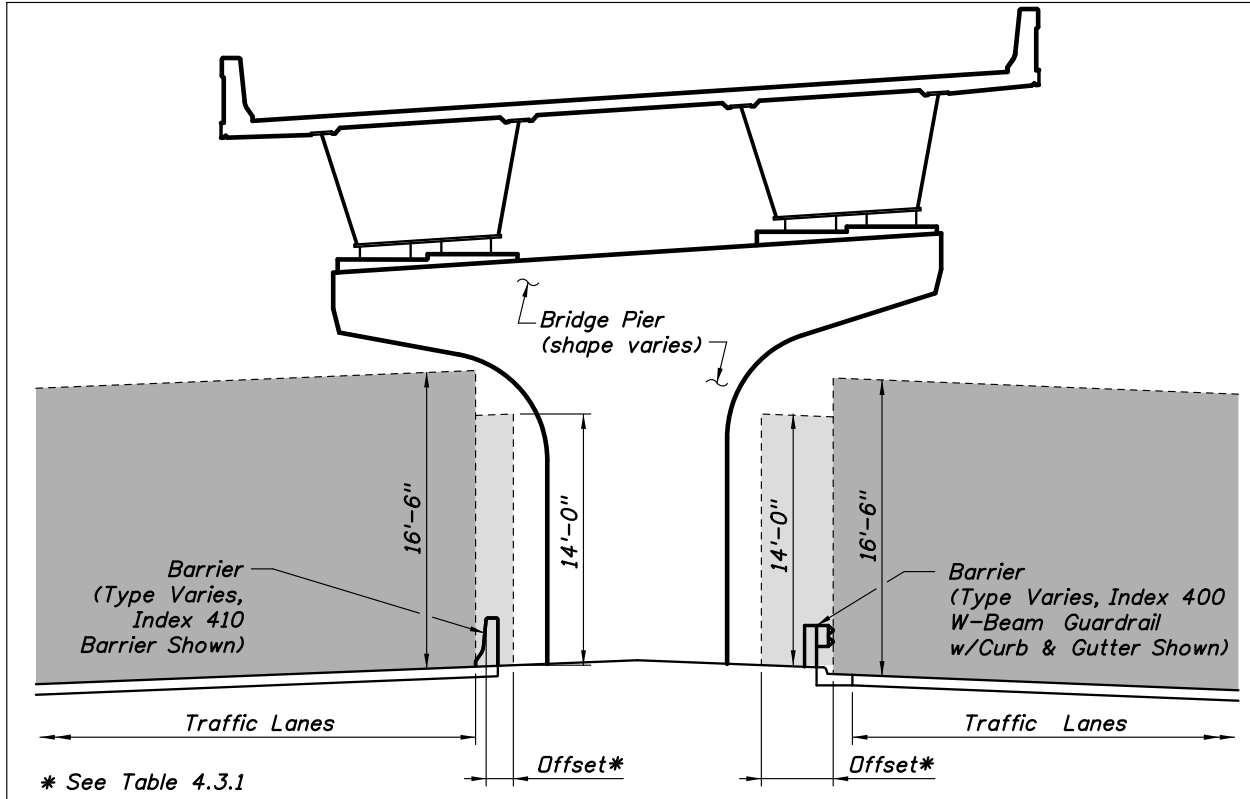 Bridge Pier
(shape varies)
16'-6"
14'-0"
14'-0"
16'-6"
Barrier
(Type Varies,
Index 410
Barrier Shown)
Barrier
(Type Varies, Index 400
W-Beam Guardrail
w/Curb & Gutter Shown)
Traffic Lanes
Traffic Lanes
Offset*
Offset*
* See Table 4.3.1